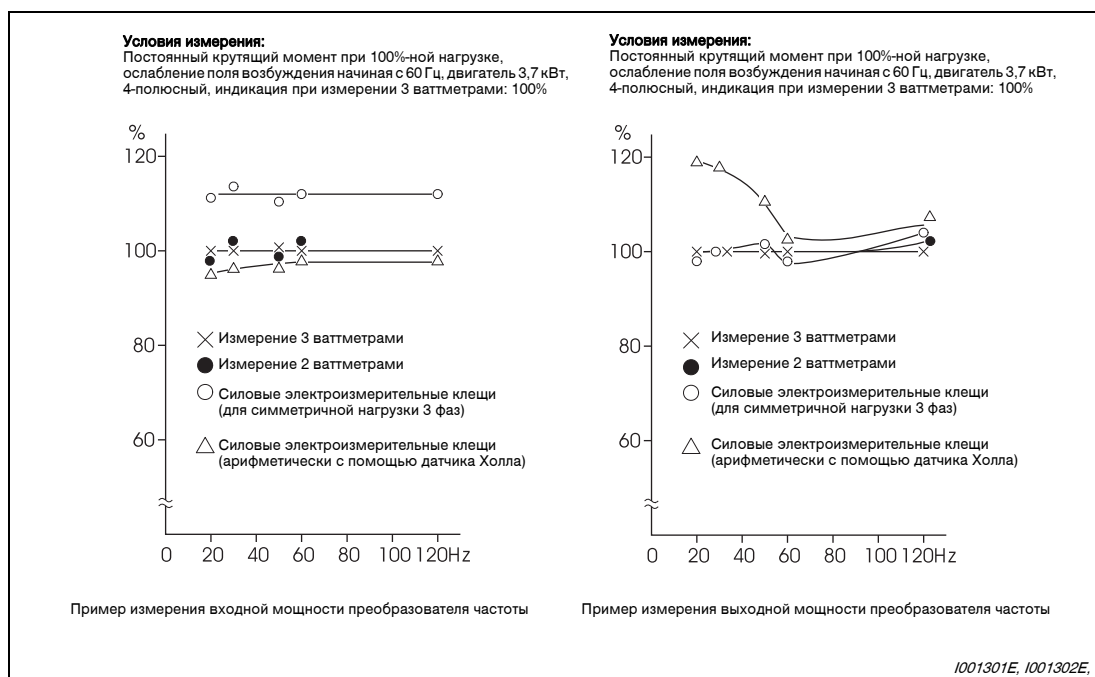 Условия измерения:
Постоянный крутящий момент при 100%-ной нагрузке,
ослабление поля возбуждения начиная с 60 Гц, двигатель 3,7 кВт,
4-полюсный, индикация при измерении 3 ваттметрами: 100%
%
120
100
80
60
Измерение 3 ваттметрами
Измерение 2 ваттметрами
Силовые электроизмерительные клещи
(для симметричной нагрузки 3 фаз)
Силовые электроизмерительные клещи
(арифметически с помощью датчика Холла)
0 20 40 60 80 100 120Hz
Пример измерения входной мощности преобразователя частоты
Условия измерения:
Постоянный крутящий момент при 100%-ной нагрузке,
ослабление поля возбуждения начиная с 60 Гц, двигатель 3,7 кВт,
4-полюсный, индикация при измерении 3 ваттметрами: 100%
%
120
100
80
60
Измерение 3 ваттметрами
Измерение 2 ваттметрами
Силовые электроизмерительные клещи
(для симметричной нагрузки 3 фаз)
Силовые электроизмерительные клещи
(арифметически с помощью датчика Холла)
0 20 40 60 80 100 120Hz
Пример измерения выходной мощности преобразователя частоты
I001301E, I001302E,